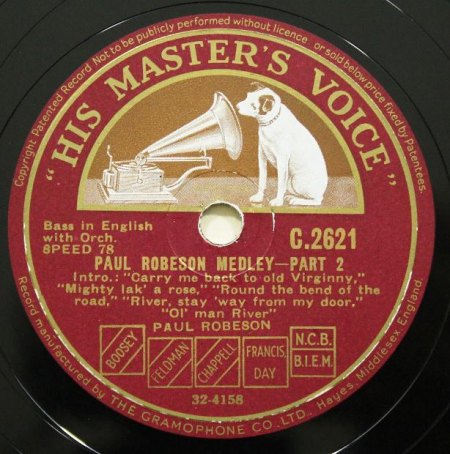 Copyright Patented Record Not to be publicly performed without licence or sold below price fixed by Patentees.
"HIS MASTER'S VOICE"
Bass in English
with Orch.
SPEED 78
C.2621
PAUL ROBESON MEDLEY—PART 2
Intro.: "Carry me back to old Virginny,"
"Mighty lak' a rose," "Round the bend of the
road," "River, stay 'way from my door,"
"Ol' man River"
PAUL ROBESON
BOOSEY
FELDMAN
CHAPPELL
FRANCIS,
DAY
N.C.B.
B.I.E.M.
32-4158
Record manufactured by THE GRAMOPHONE CO., LTD., Hayes, Middlesex, England.